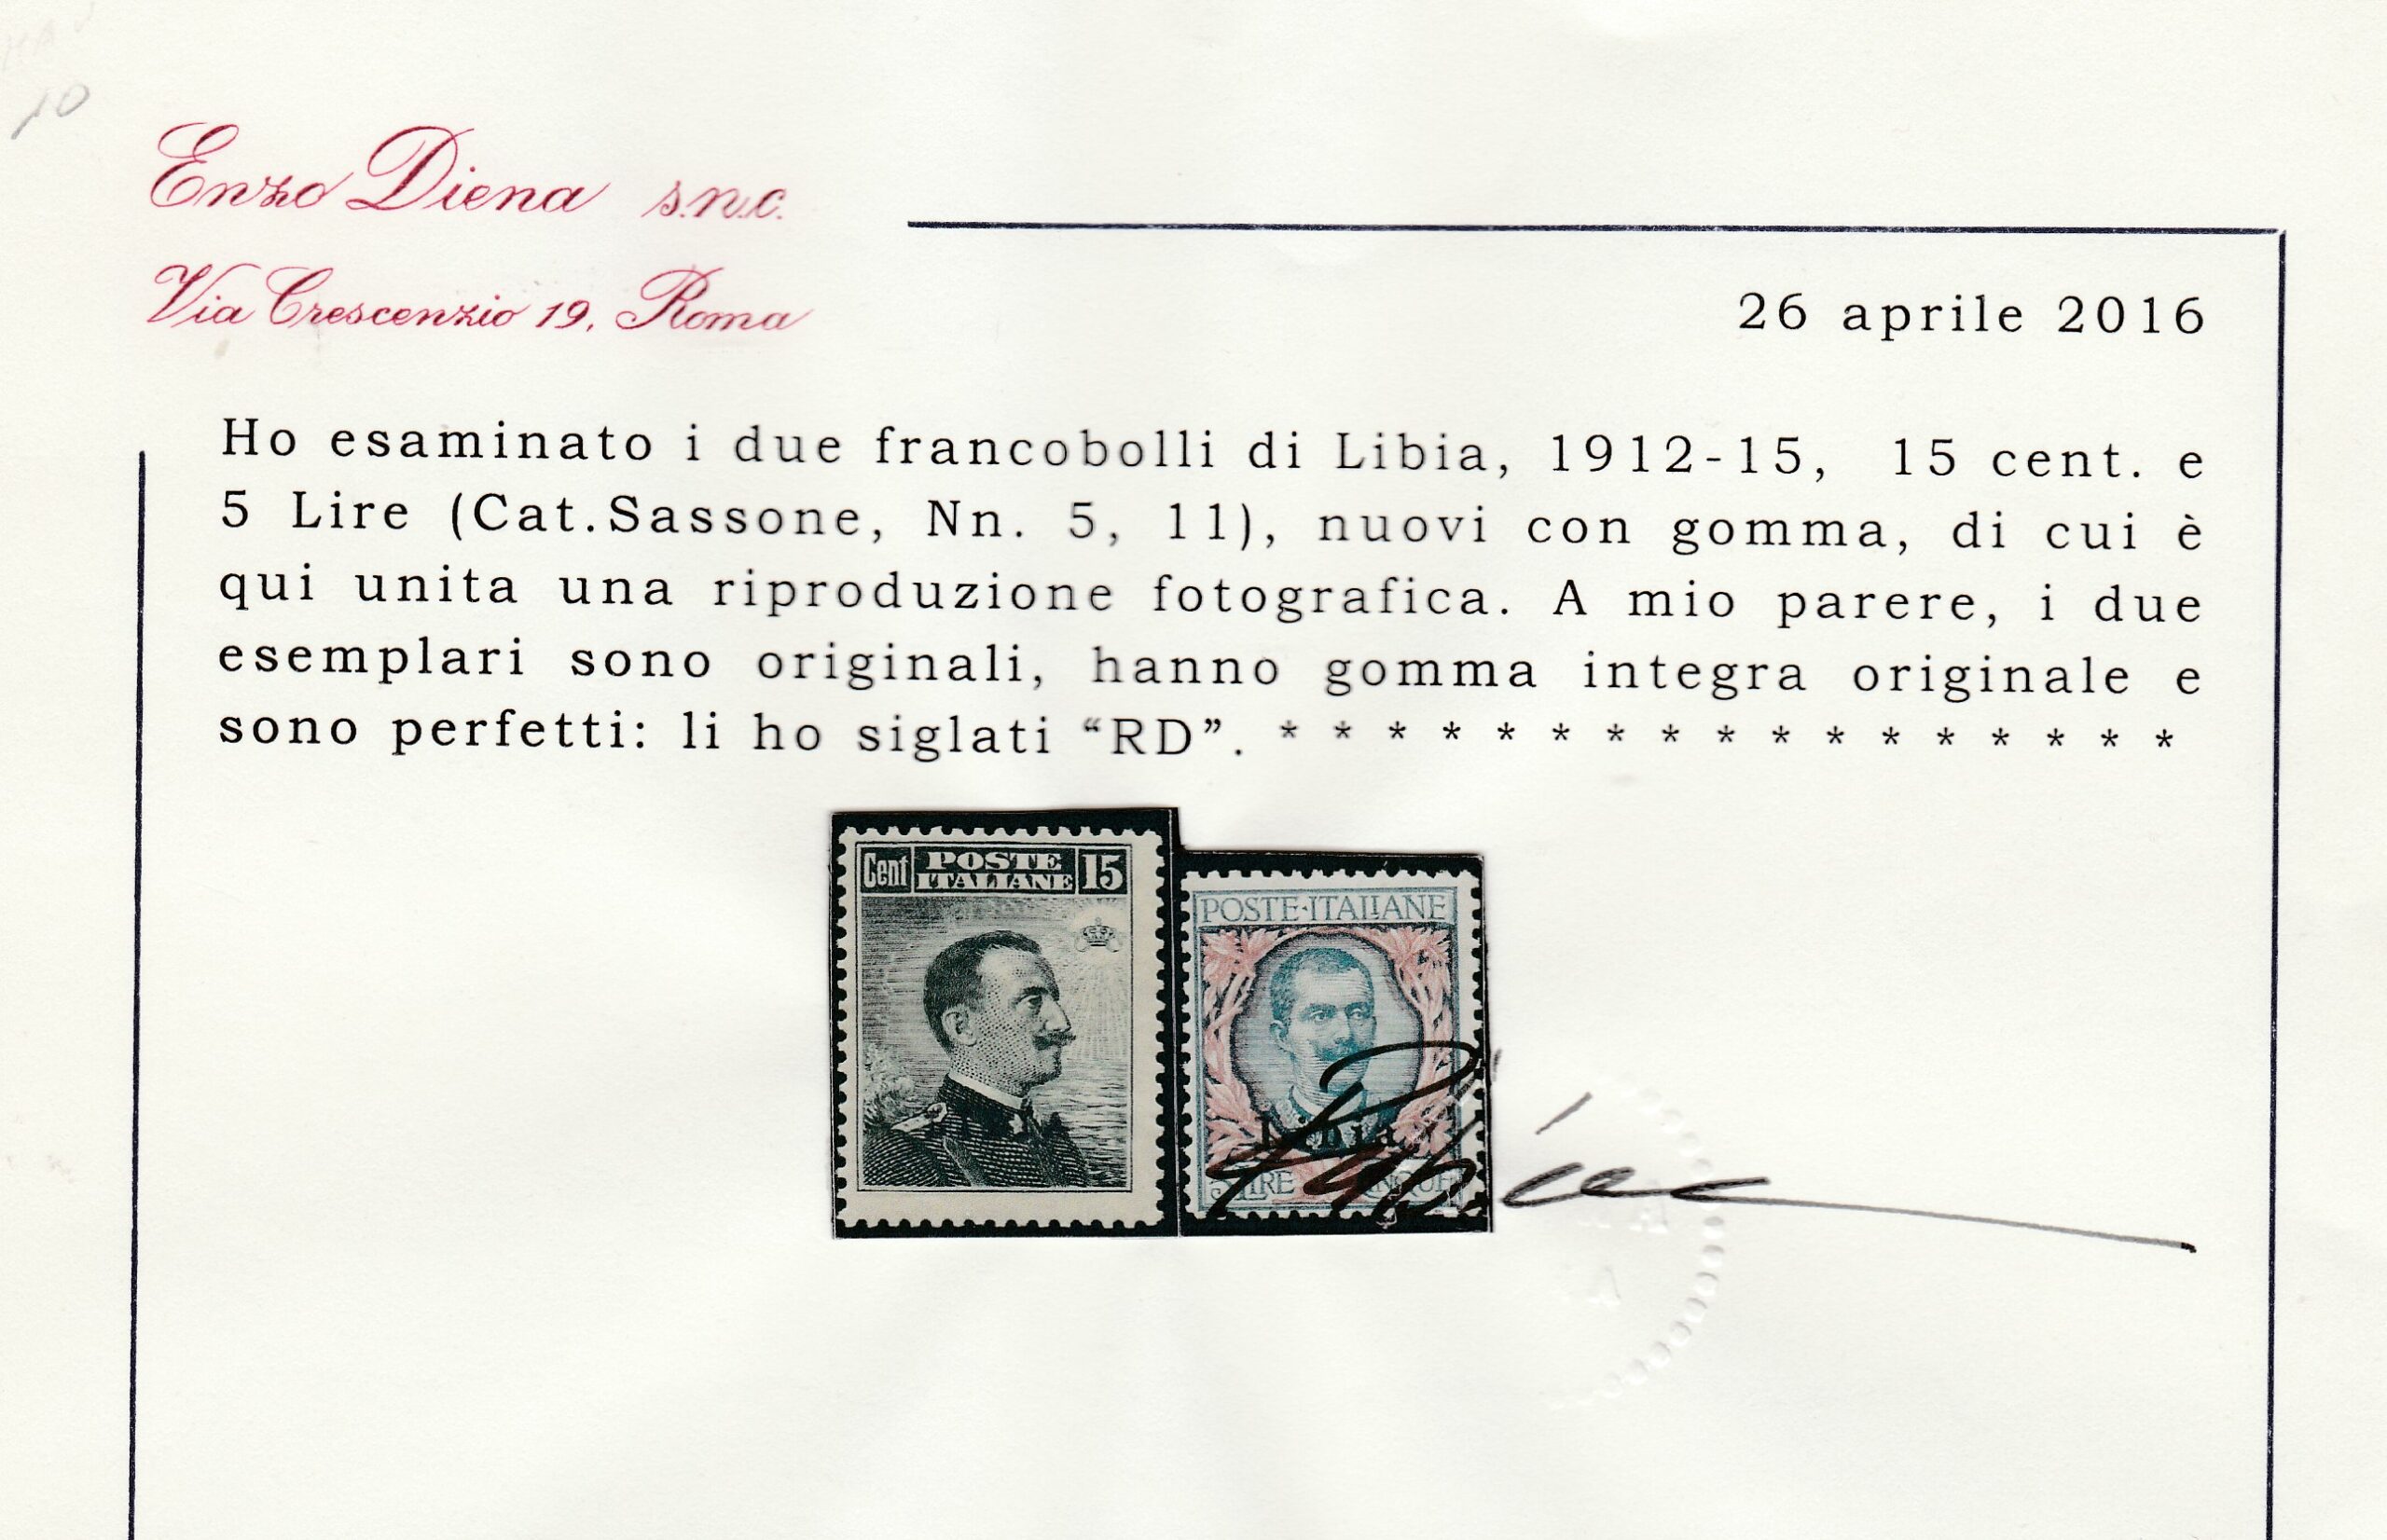 10
Enzo Diena s.n.c.
Via Crescenzio 19, Roma
26 aprile 2016
Ho esaminato i due francobolli di Libia, 1912-15, 15 cent. e
5 Lire (Cat.Sassone, Nn. 5, 11), nuovi con gomma, di cui è
qui unita una riproduzione fotografica. A mio parere, i due
esemplari sono originali, hanno gomma integra originale e
sono perfetti: li ho siglati “RD”. * * * * * * * * * * * * * * * * *
Cent POSTE ITALIANE 15
POSTE·ITALIANE
Libia